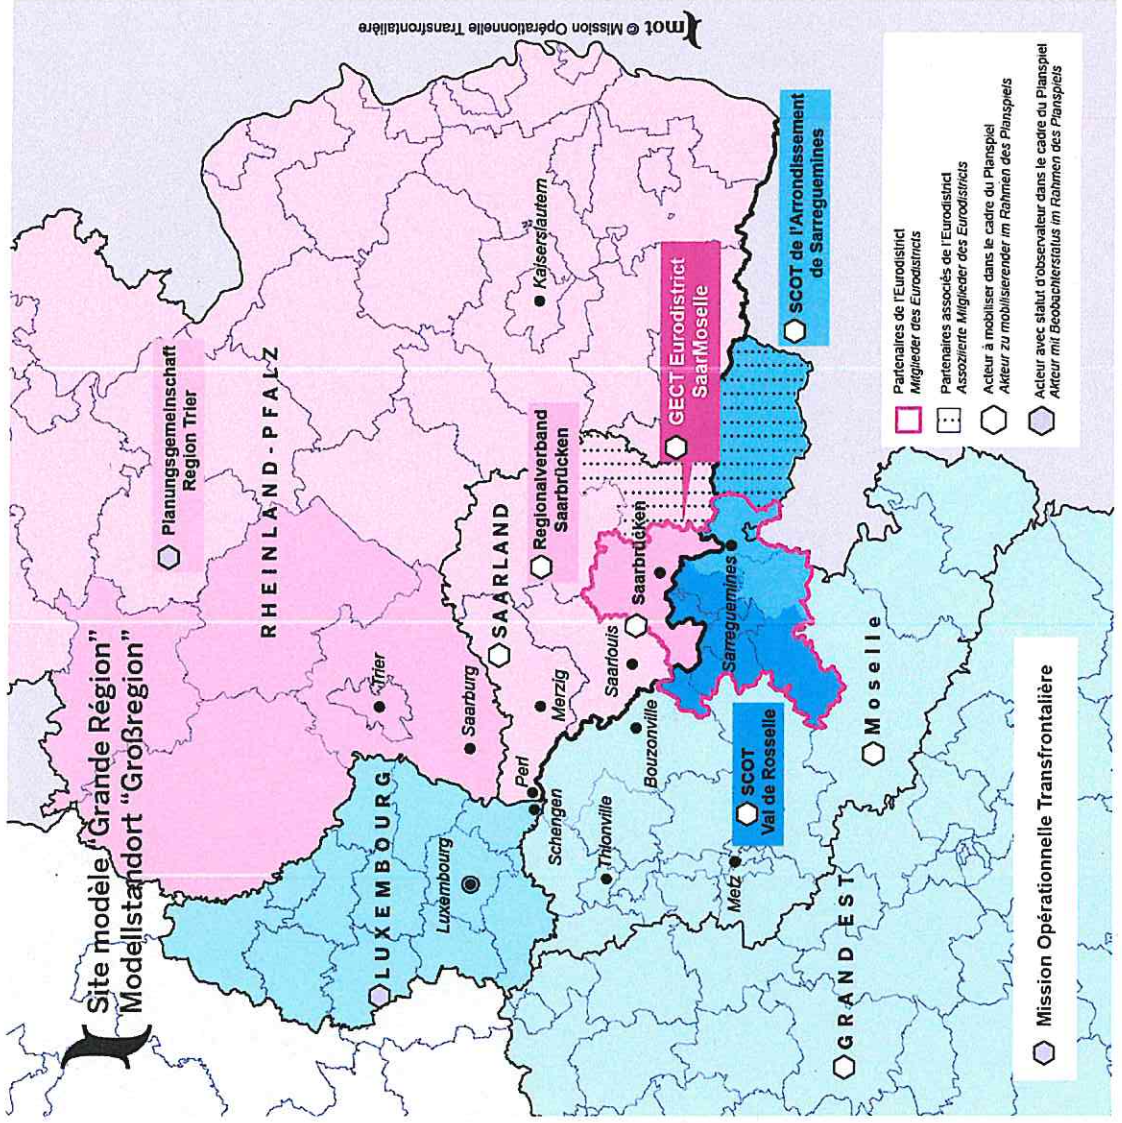 Site modèle "Grande Région"
Modellstandort "Großregion"
Planungsgemeinschaft
Region Trier
RHEINLAND-PFALZ
Trier
Saarburg
LUXEMBOURG
Luxembourg
Perl
Schengen
SAARLAND
Merzig
Regionalverband
Saarbrücken
Kaiserslautern
Saarlouis
Saarbrücken
GECT Eurodistrict
SaarMoselle
Bouzonville
Thionville
Sarreguemines
Metz
SCOT
Val de Rosselle
SCOT de l'Arrondissement
de Sarreguemines
Moselle
GRAND EST
Partenaires de l'Eurodistrict
Mitglieder des Eurodistricts
Partenaires associés de l'Eurodistrict
Assoziierte Mitglieder des Eurodistricts
Acteur à mobiliser dans le cadre du Planspiel
Akteur zu mobilisierender im Rahmen des Planspiels
Acteur avec statut d'observateur dans le cadre du Planspiel
Akteur mit Beobachterstatus im Rahmen des Planspiels
Mission Opérationnelle Transfrontalière
mot © Mission Opérationnelle Transfrontalière